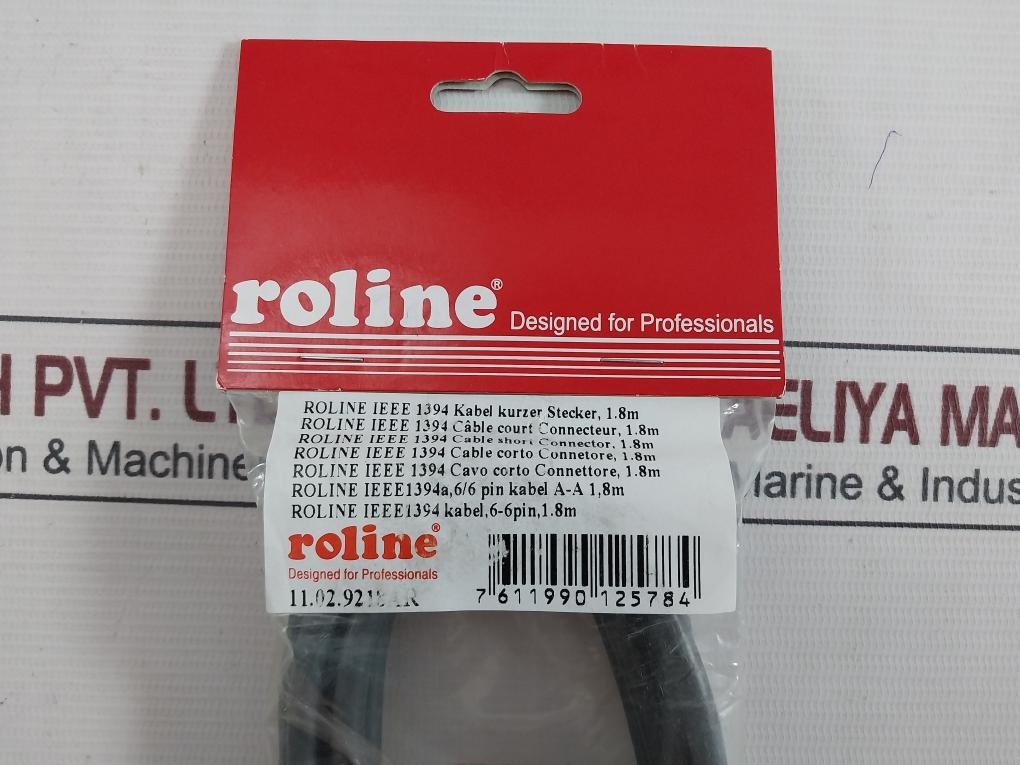 roline®
Designed for Professionals
H PVT. LT
AELIYA MA
on & Machine
Marine & Indus
ROLINE IEEE 1394 Kabel kurzer Stecker, 1.8m
ROLINE IEEE 1394 Câble court Connecteur, 1.8m
ROLINE IEEE 1394 Cable short Connector, 1.8m
ROLINE IEEE 1394 Cable corto Connetore, 1.8m
ROLINE IEEE 1394 Cavo corto Connettore, 1.8m
ROLINE IEEE1394a,6/6 pin kabel A-A 1,8m
ROLINE IEEE1394 kabel,6-6pin,1.8m
roline®
Designed for Professionals
7 611990 125784